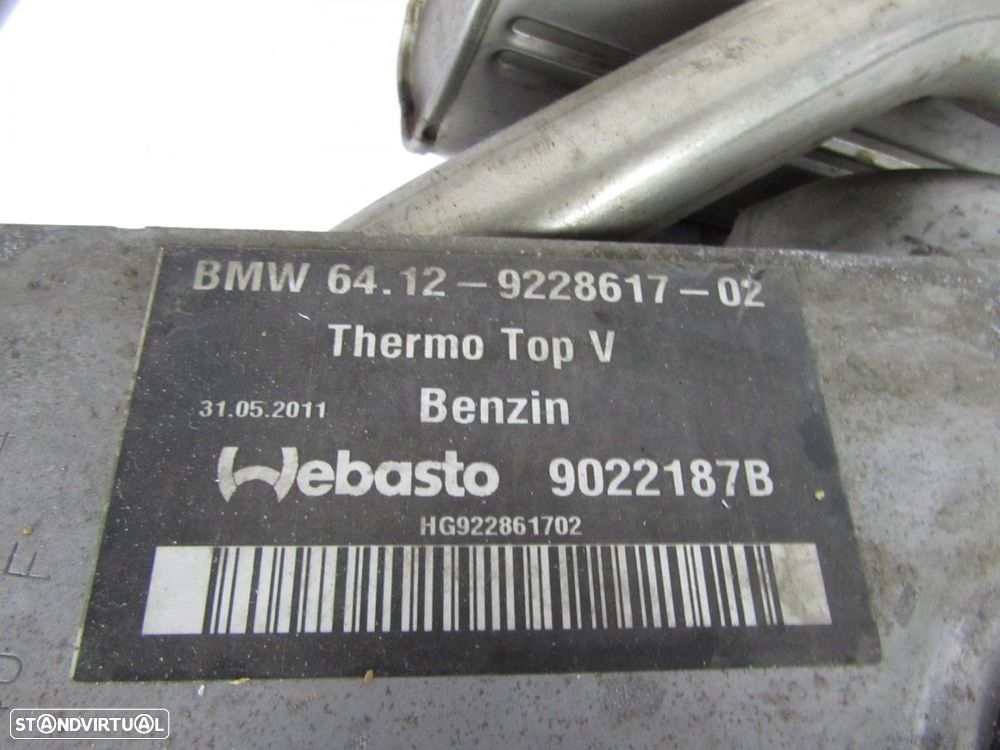 BMW 64.12-9228617-02
Thermo Top V
31.05.2011 Benzin
Webasto 9022187B
HG922861702
STANDVIRTUAL